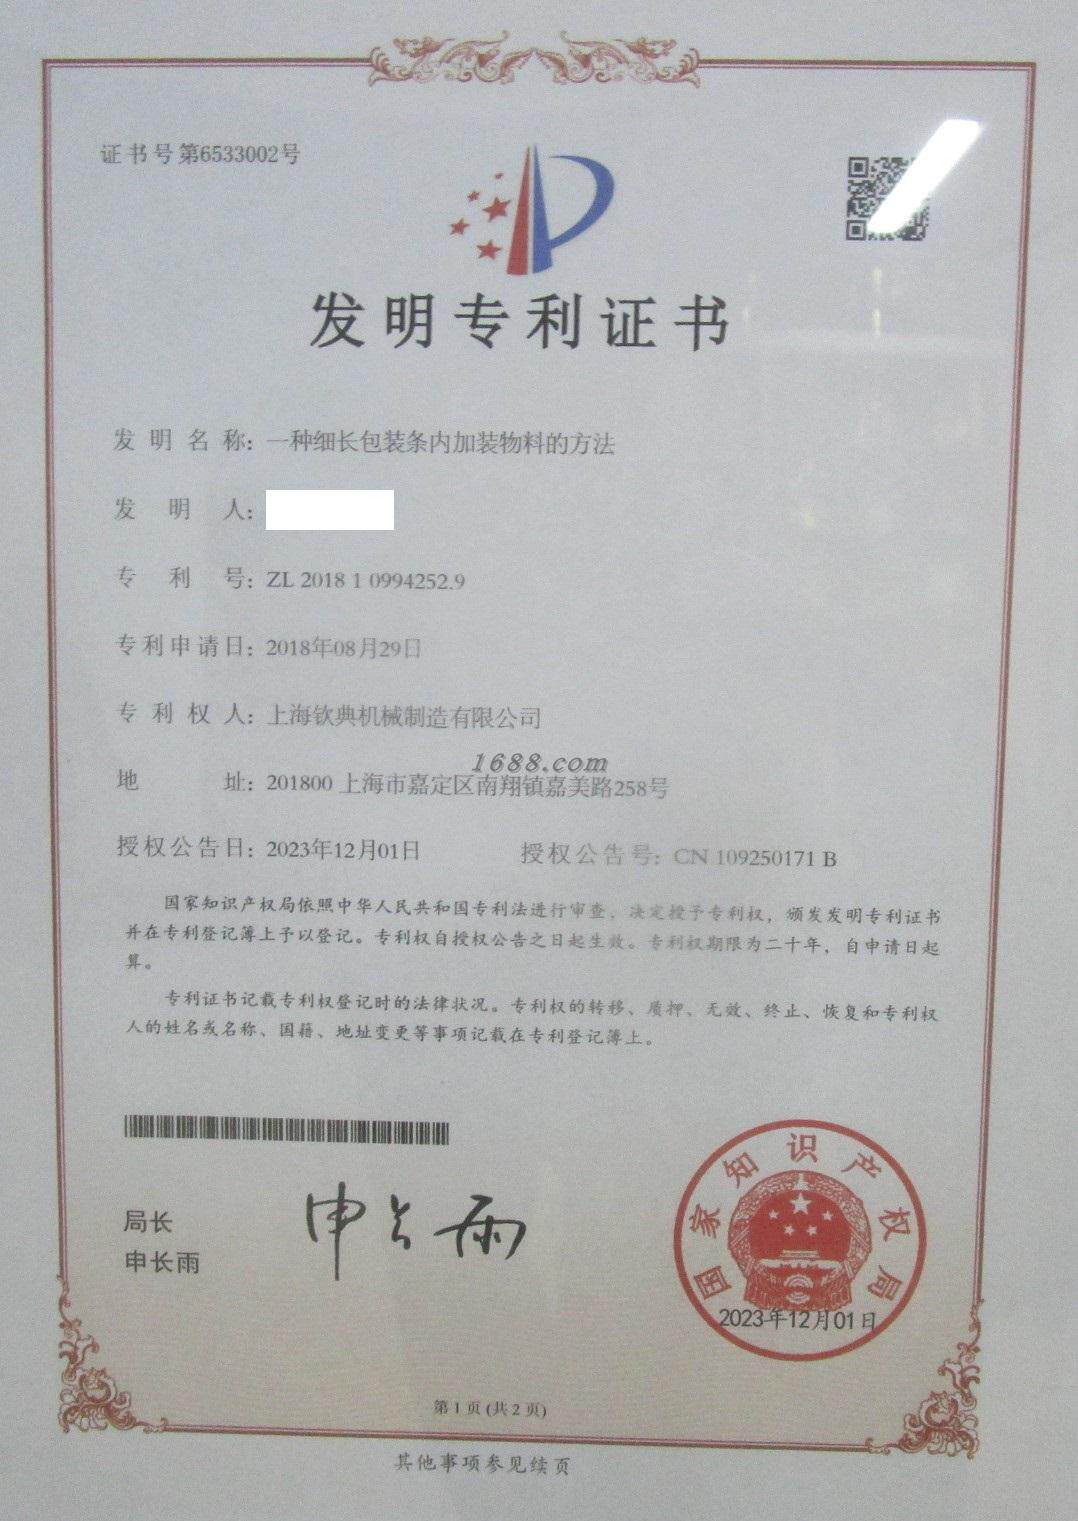 证书号第6533002号
发明专利证书
发明名称：一种细长包装条内加装物料的方法
发明人：
专利号：ZL 2018 1 0994252.9
专利申请日：2018年08月29日
专利权人：上海钦典机械制造有限公司
1688.com
地址：201800 上海市嘉定区南翔镇嘉美路258号
授权公告日：2023年12月01日 授权公告号：CN 109250171 B
国家知识产权局依照中华人民共和国专利法进行审查，决定授予专利权，颁发发明专利证书
并在专利登记簿上予以登记。专利权自授权公告之日起生效。专利权期限为二十年，自申请日起
算。
专利证书记载专利权登记时的法律状况。专利权的转移、质押、无效、终止、恢复和专利权
人的姓名或名称、国籍、地址变更等事项记载在专利登记簿上。
局长
申长雨
申长雨
国家知识产权局
2023年12月01日
第1页(共2页)
其他事项参见续页